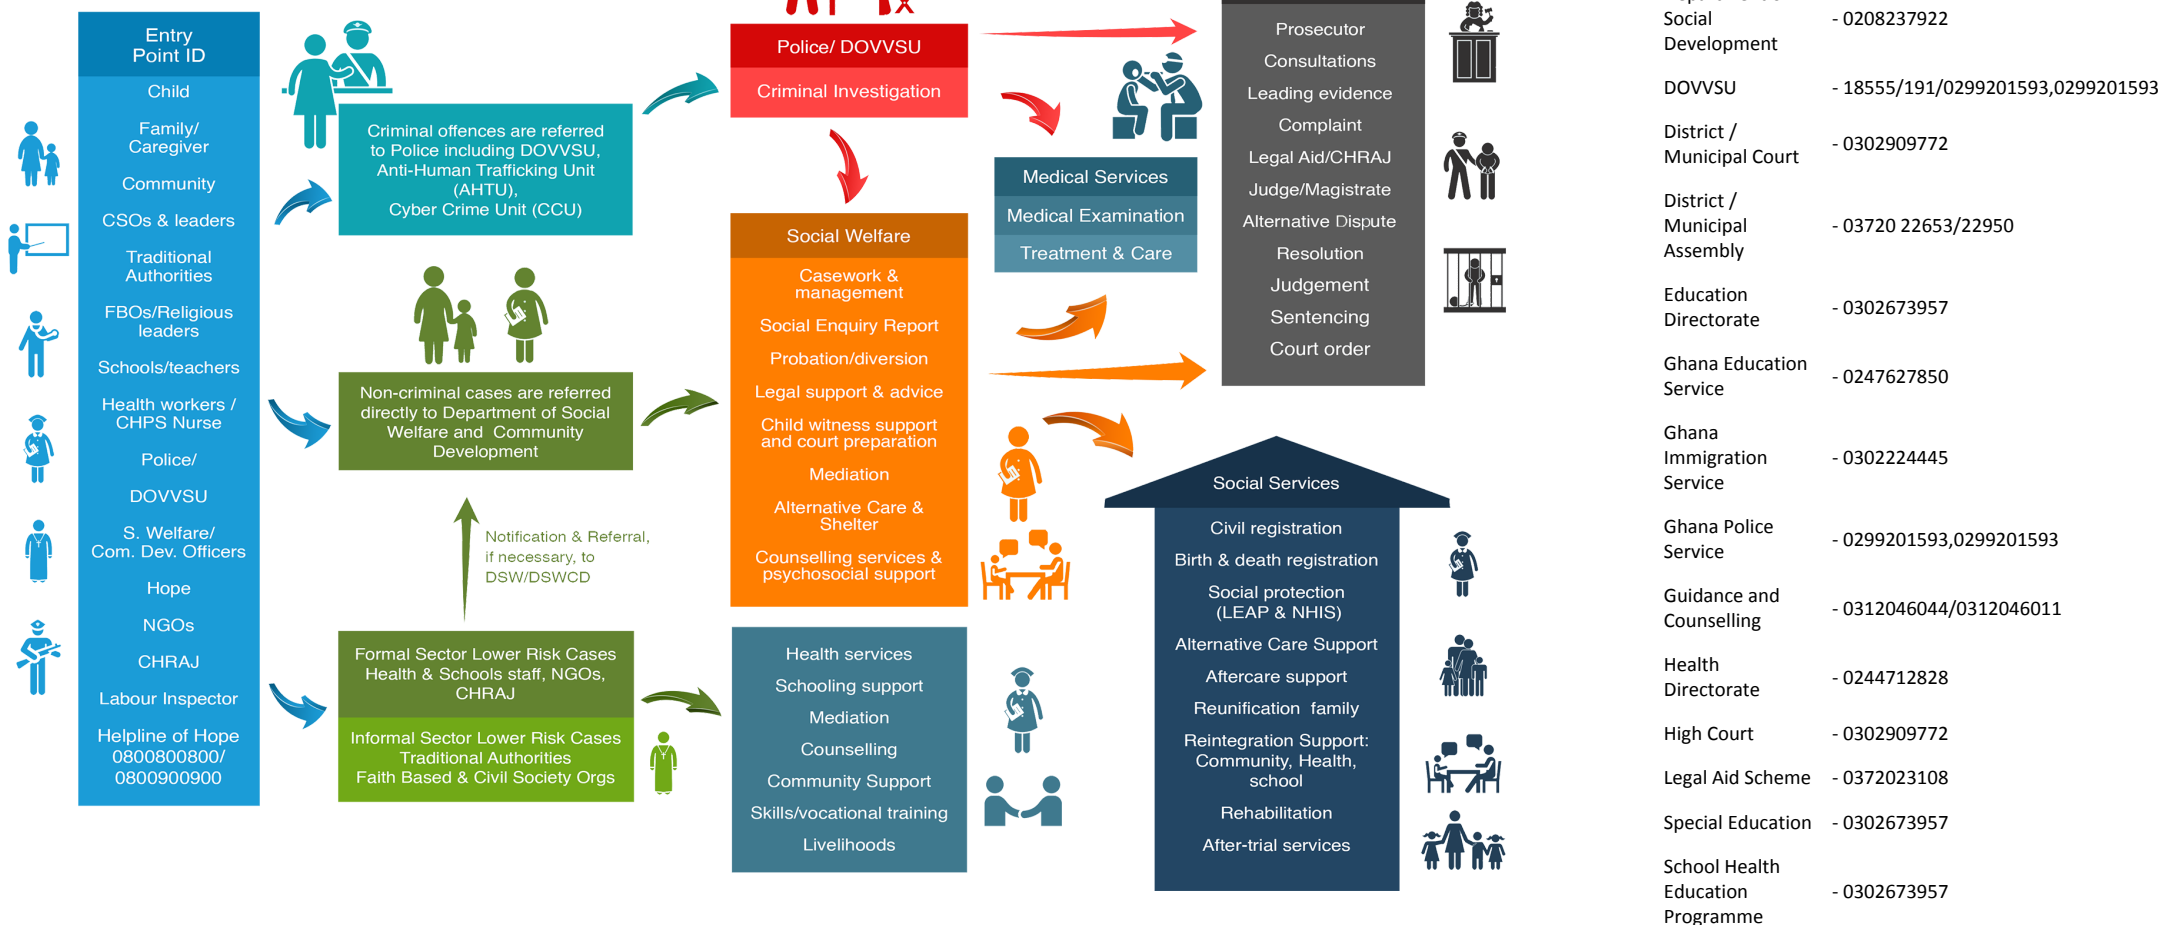 Entry
Point ID
Child
Family/
Caregiver
Community
CSOs & leaders
Traditional
Authorities
FBOs/Religious
leaders
Schools/teachers
Health workers /
CHPS Nurse
Police/
DOVVSU
S. Welfare/
Com. Dev. Officers
Hope
NGOs
CHRAJ
Labour Inspector
Helpline of Hope
0800800800/
0800900900
Criminal offences are referred
to Police including DOVVSU,
Anti-Human Trafficking Unit
(AHTU),
Cyber Crime Unit (CCU)
Non-criminal cases are referred
directly to Department of Social
Welfare and Community
Development
Notification & Referral,
if necessary, to
DSW/DSWCD
Formal Sector Lower Risk Cases
Health & Schools staff, NGOs,
CHRAJ
Informal Sector Lower Risk Cases
Traditional Authorities
Faith Based & Civil Society Orgs
Police/ DOVVSU
Criminal Investigation
Social Welfare
Casework &
management
Social Enquiry Report
Probation/diversion
Legal support & advice
Child witness support
and court preparation
Mediation
Alternative Care &
Shelter
Counselling services &
psychosocial support
Health services
Schooling support
Mediation
Counselling
Community Support
Skills/vocational training
Livelihoods
Medical Services
Medical Examination
Treatment & Care
Prosecutor
Consultations
Leading evidence
Complaint
Legal Aid/CHRAJ
Judge/Magistrate
Alternative Dispute
Resolution
Judgement
Sentencing
Court order
Social Services
Civil registration
Birth & death registration
Social protection
(LEAP & NHIS)
Alternative Care Support
Aftercare support
Reunification family
Reintegration Support:
Community, Health,
school
Rehabilitation
After-trial services
Social - 0208237922
Development
DOVVSU - 18555/191/0299201593,0299201593
District /
Municipal Court - 0302909772
District /
Municipal - 03720 22653/22950
Assembly
Education
Directorate - 0302673957
Ghana Education
Service - 0247627850
Ghana
Immigration - 0302224445
Service
Ghana Police
Service - 0299201593,0299201593
Guidance and
Counselling - 0312046044/0312046011
Health
Directorate - 0244712828
High Court - 0302909772
Legal Aid Scheme - 0372023108
Special Education - 0302673957
School Health
Education - 0302673957
Programme